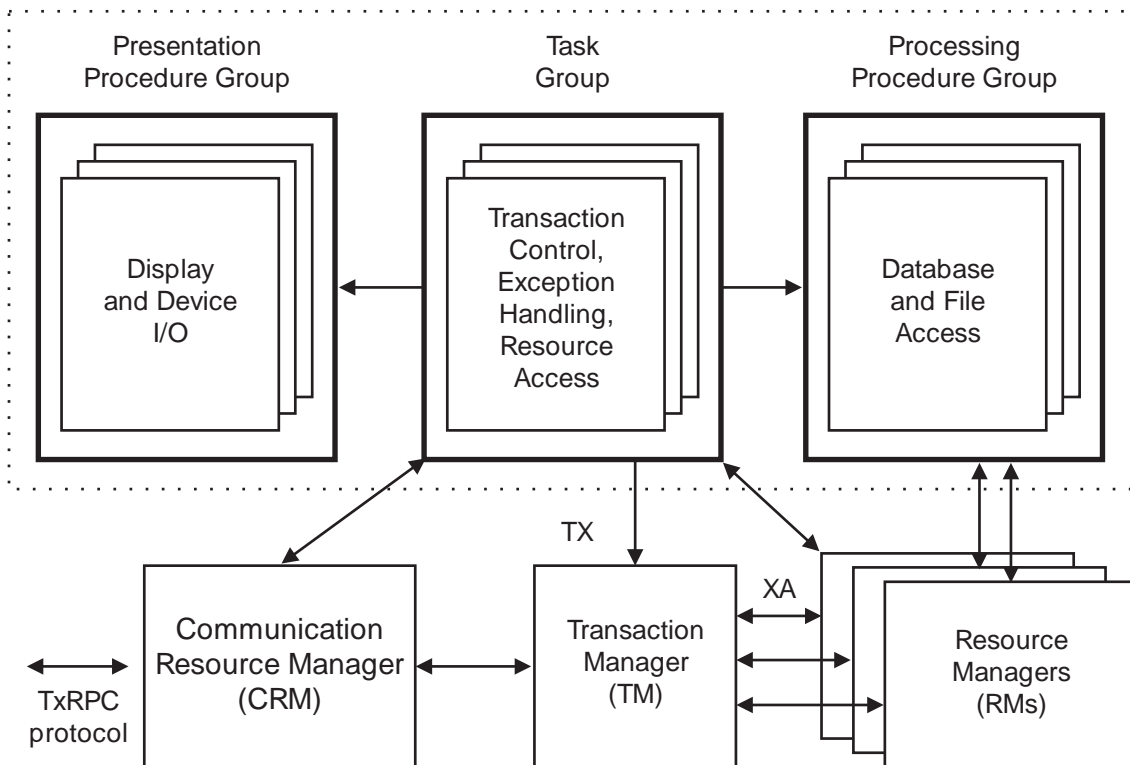 Presentation
Procedure Group
Task
Group
Processing
Procedure Group
Display
and Device
I/O
Transaction
Control,
Exception
Handling,
Resource
Access
Database
and File
Access
TX
XA
Communication
Resource Manager
(CRM)
Transaction
Manager
(TM)
Resource
Managers
(RMs)
TxRPC
protocol